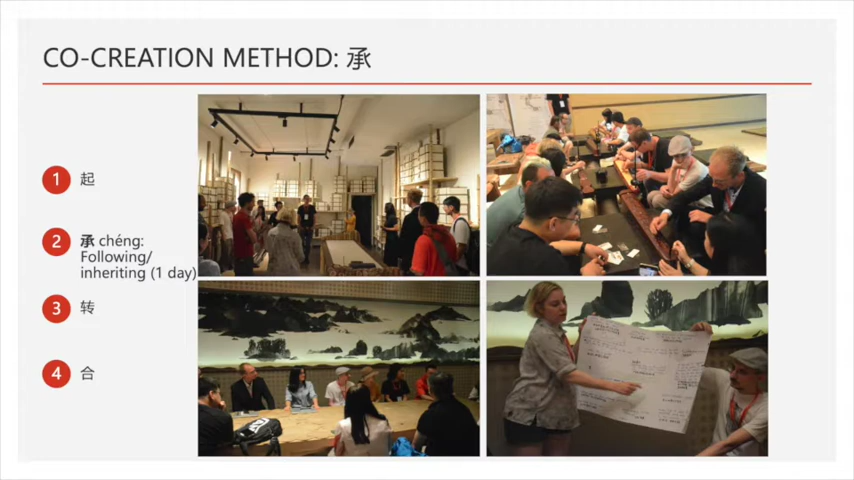 CO-CREATION METHOD: 承
1 起
2 承 chéng:
Following/
inheriting (1 day)
3 转
4 合